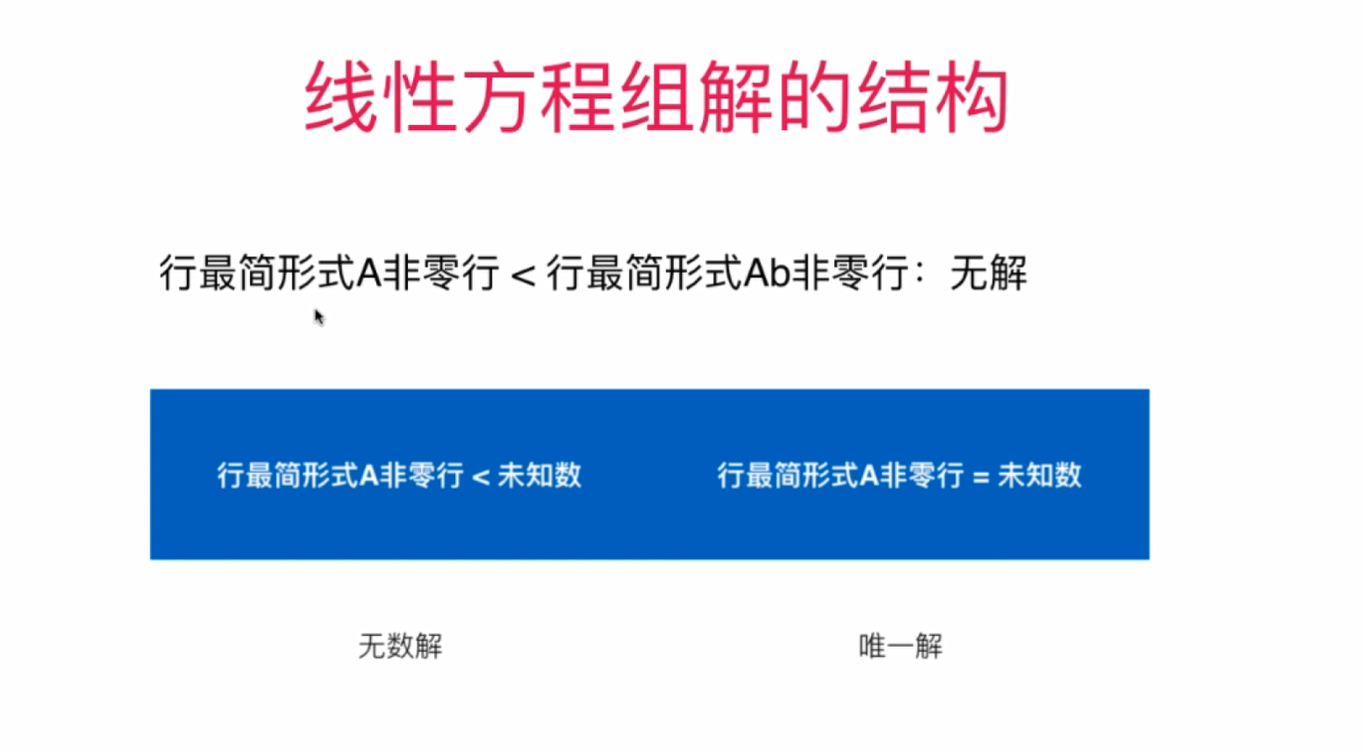 线性方程组解的结构
行最简形式A非零行 < 行最简形式Ab非零行：无解
行最简形式A非零行 < 未知数
行最简形式A非零行 = 未知数
无数解
唯一解